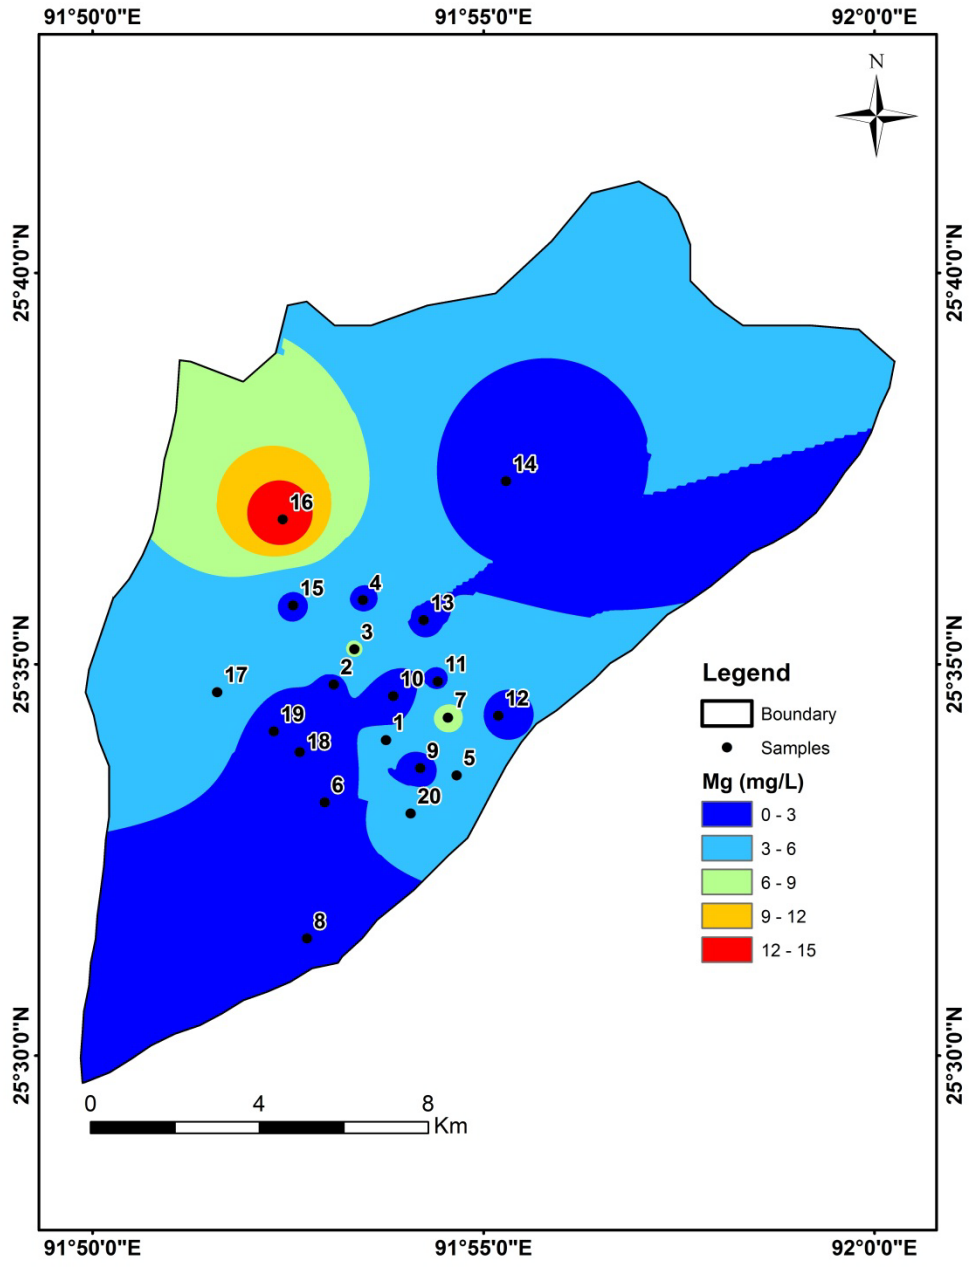 91°50'0"E 91°55'0"E 92°0'0"E
N
25°40'0"N 25°40'0"N
14
16
15 4
13
3
25°35'0"N 25°35'0"N
2 11
17 10
7 12
19 1
18
9 5
6
20
8
Legend
Boundary
Samples
Mg (mg/L)
0 - 3
3 - 6
6 - 9
9 - 12
12 - 15
25°30'0"N 25°30'0"N
0 4 8
Km
91°50'0"E 91°55'0"E 92°0'0"E